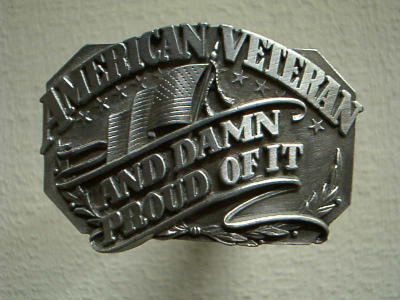 AMERICAN VETERAN
AND DAMN
PROUD OF IT